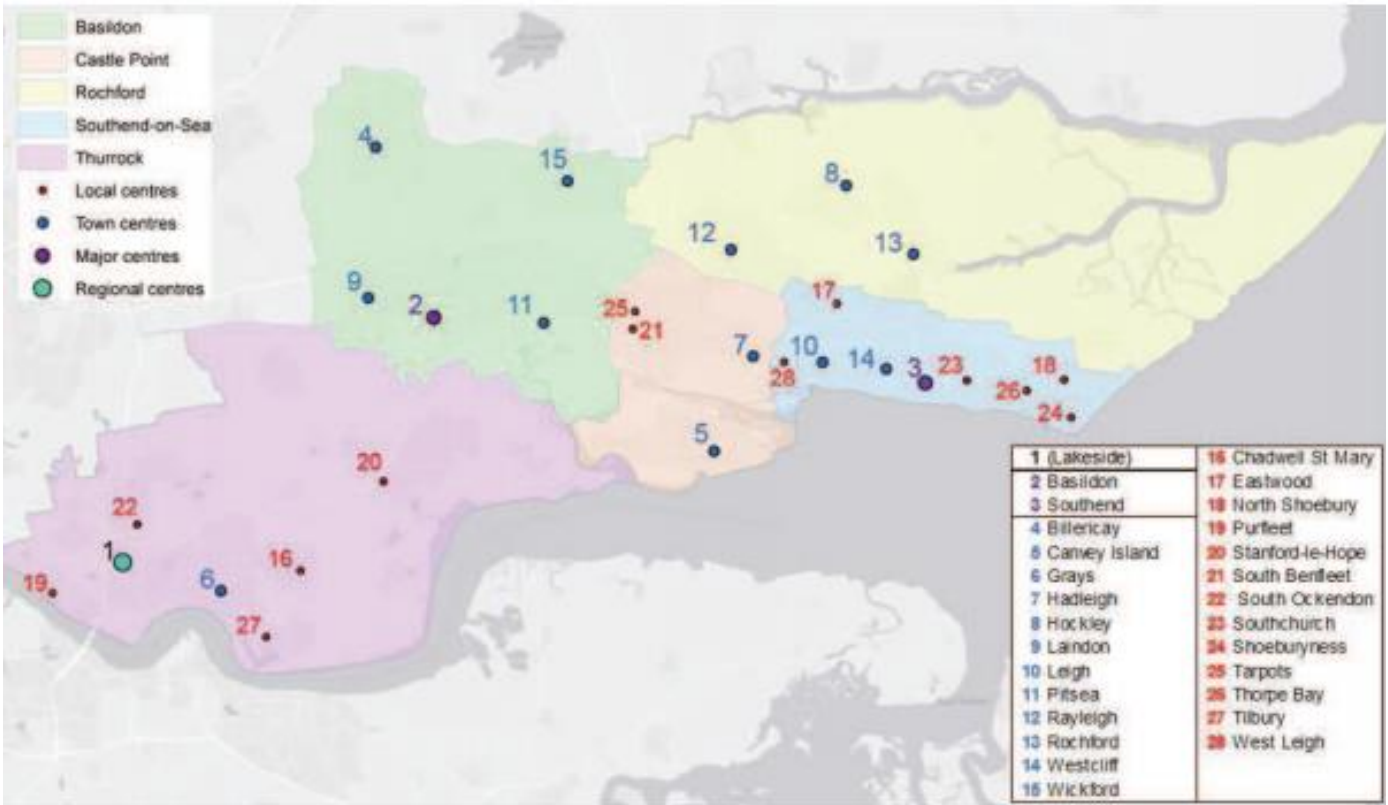 Basildon
Castle Point
Rochford
Southend-on-Sea
Thurrock
Local centres
Town centres
Major centres
Regional centres
4
15
8
12
13
9
2
11
25
21
17
7
28
10
14
3
23
26
18
24
5
20
22
1
16
19
6
27
1 (Lakeside)
2 Basildon
3 Southend
4 Billericay
5 Canvey Island
6 Grays
7 Hadleigh
8 Hockley
9 Laindon
10 Leigh
11 Pitsea
12 Rayleigh
13 Rochford
14 Westcliff
15 Wickford
16 Chadwell St Mary
17 Eastwood
18 North Shoebury
19 Purfleet
20 Stanford-le-Hope
21 South Benfleet
22 South Ockendon
23 Southchurch
24 Shoeburyness
25 Tarpots
26 Thorpe Bay
27 Tilbury
28 West Leigh